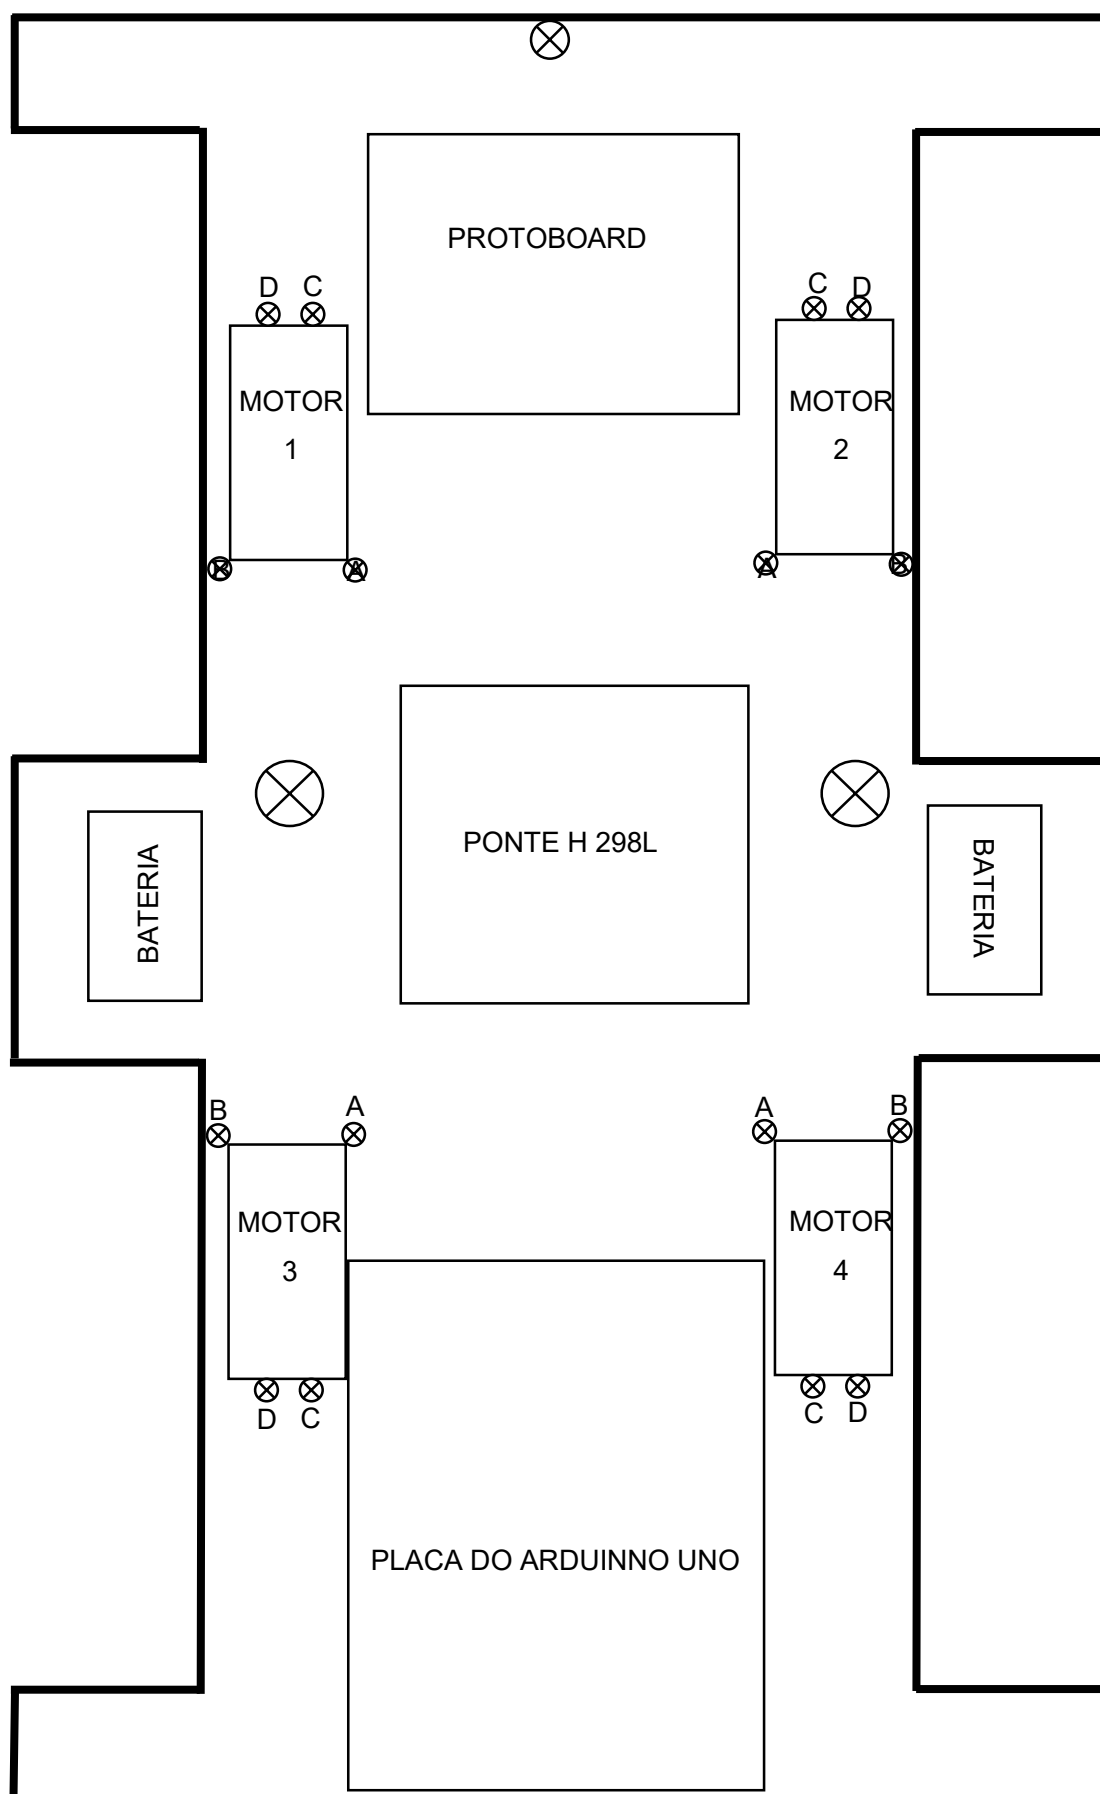 PROTOBOARD
D C
C D
MOTOR
1
MOTOR
2
B A
A B
PONTE H 298L
BATERIA
BATERIA
B A
A B
MOTOR
3
MOTOR
4
D C
C D
PLACA DO ARDUINNO UNO